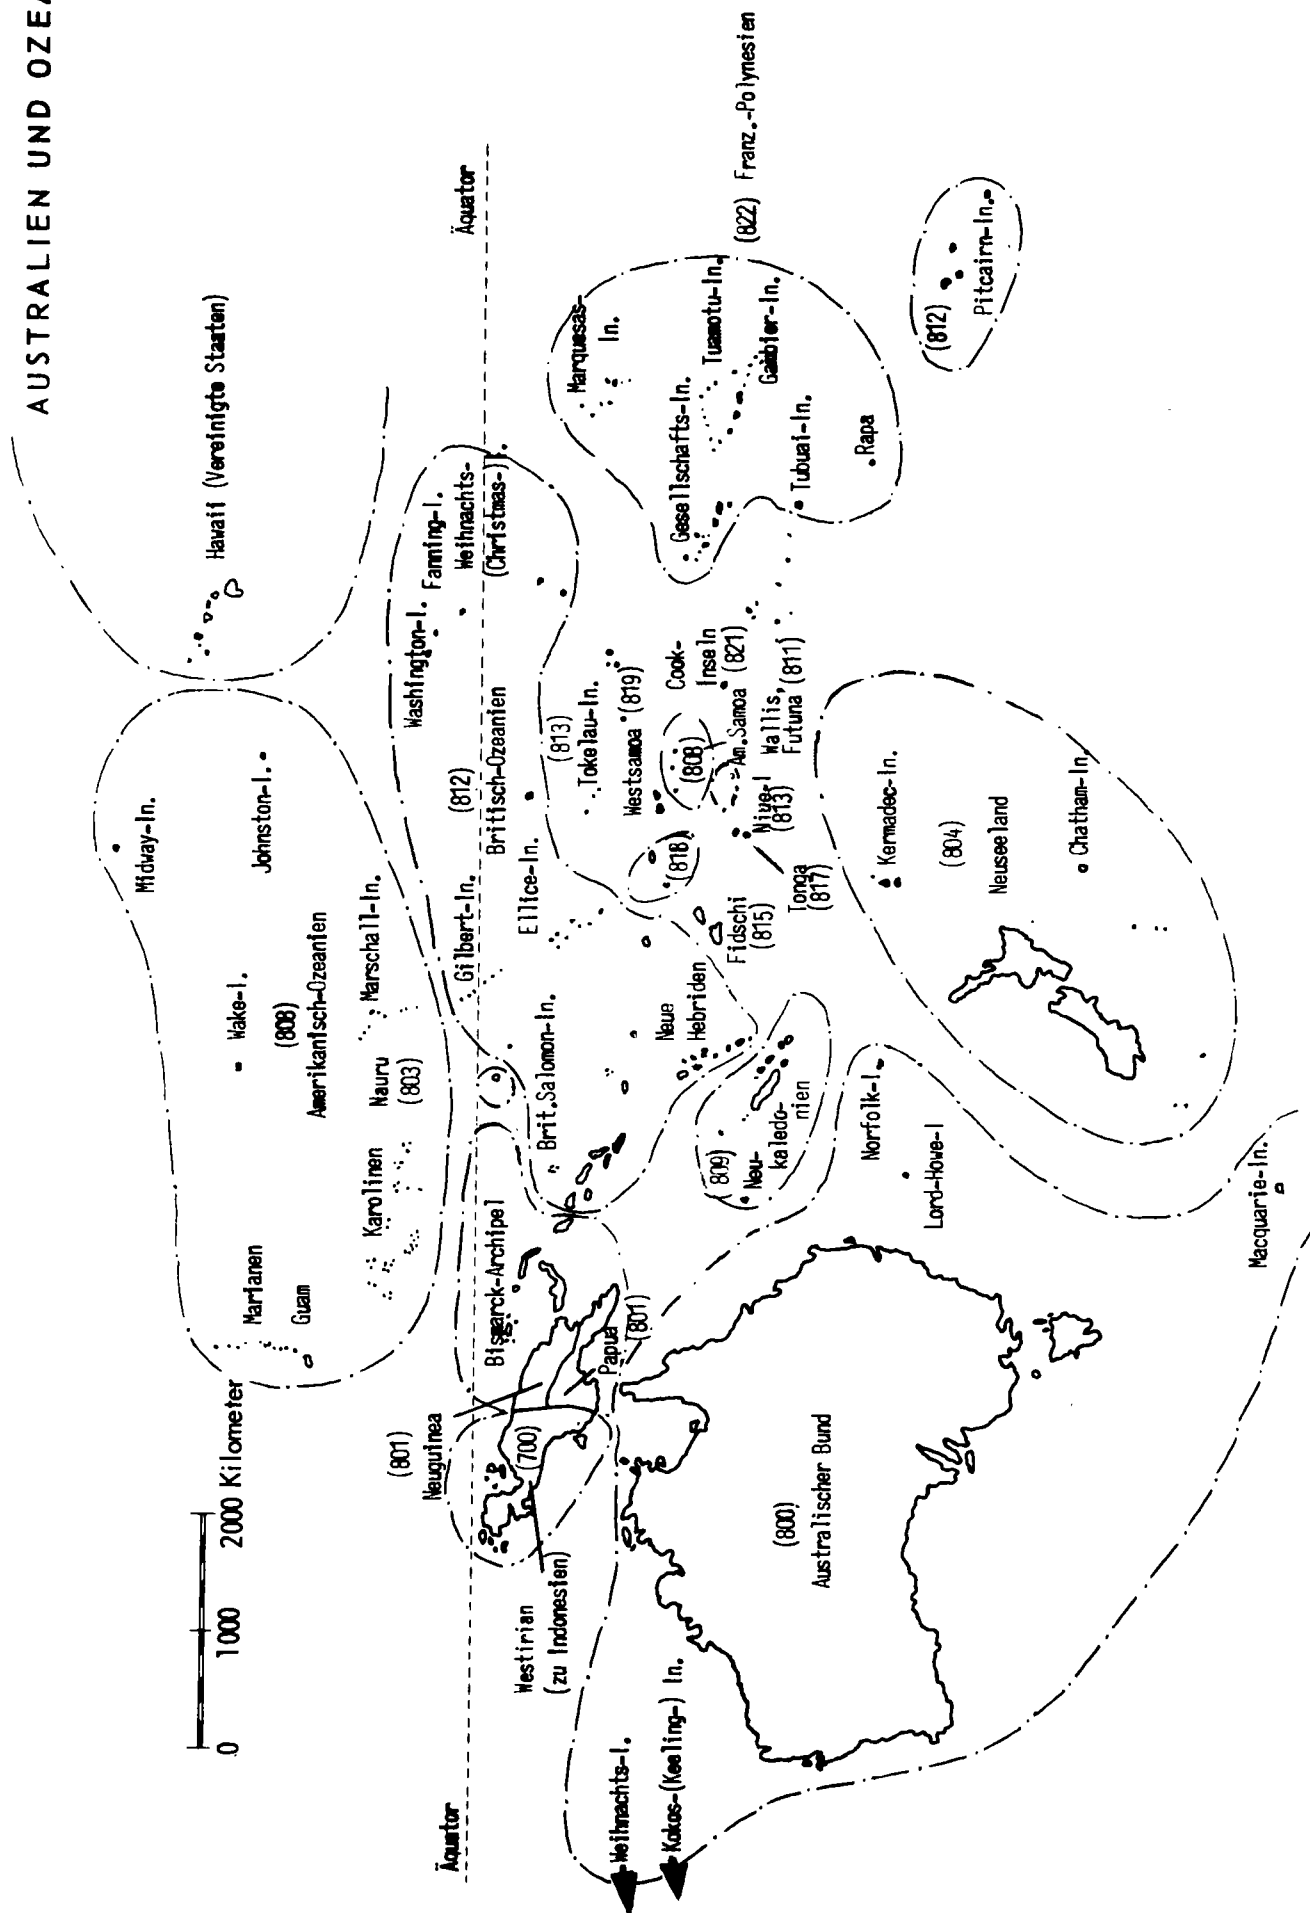 AUSTRALIEN UND OZEA
Hawaii (Vereinigte Staaten)
Midway-In.
Johnston-I.
Wake-I.
(808)
Amerikanisch-Ozeanien
Marschall-In.
Nauru
(803)
Karolinen
Marianen
Guam
0 1000 2000 Kilometer
Äquator
Äquator
Washington-I.
Fanning-I.
Weihnachts-
(Christmas-)I.
(812)
Britisch-Ozeanien
Gilbert-In.
Ellice-In.
(813)
Tokelau-In.
Westsamoa (819)
Cook-
Inseln
(821)
(808)
Am.Samoa
Wallis,
Futuna (811)
Niue-I
(813)
(818)
Tonga
(817)
Fidschi
(815)
Neue
Hebriden
Brit.Salomon-In.
Bismarck-Archipel
(801)
Neuguinea
Papua
(801)
(700)
Westirian
(zu Indonesien)
Marquesas-
In.
Gesellschafts-In.
Tuamotu-In.
Gambier-In.
(822) Franz.-Polynesien
Tubuai-In.
Rapa
(812)
Pitcairn-In.
Kermadec-In.
(804)
Neuseeland
Chatham-In.
(809)
Neu-
kaledo-
nien
Norfolk-I.
Lord-Howe-I
Macquarie-In.
(800)
Australischer Bund
Weihnachts-I.
Kokos-(Keeling-) In.